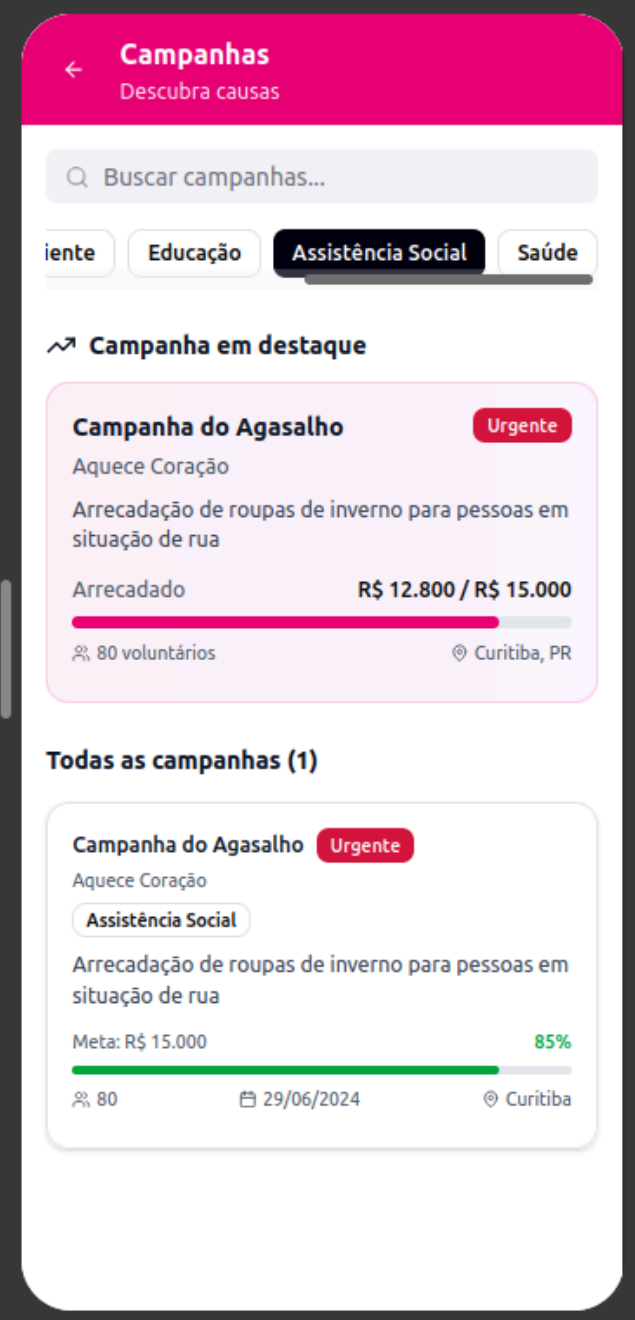 Campanhas
Descubra causas
Buscar campanhas...
iente Educação Assistência Social Saúde
Campanha em destaque
Campanha do Agasalho Urgente
Aquece Coração
Arrecadação de roupas de inverno para pessoas em
situação de rua
Arrecadado R$ 12.800 / R$ 15.000
80 voluntários Curitiba, PR
Todas as campanhas (1)
Campanha do Agasalho Urgente
Aquece Coração
Assistência Social
Arrecadação de roupas de inverno para pessoas em
situação de rua
Meta: R$ 15.000 85%
80 29/06/2024 Curitiba